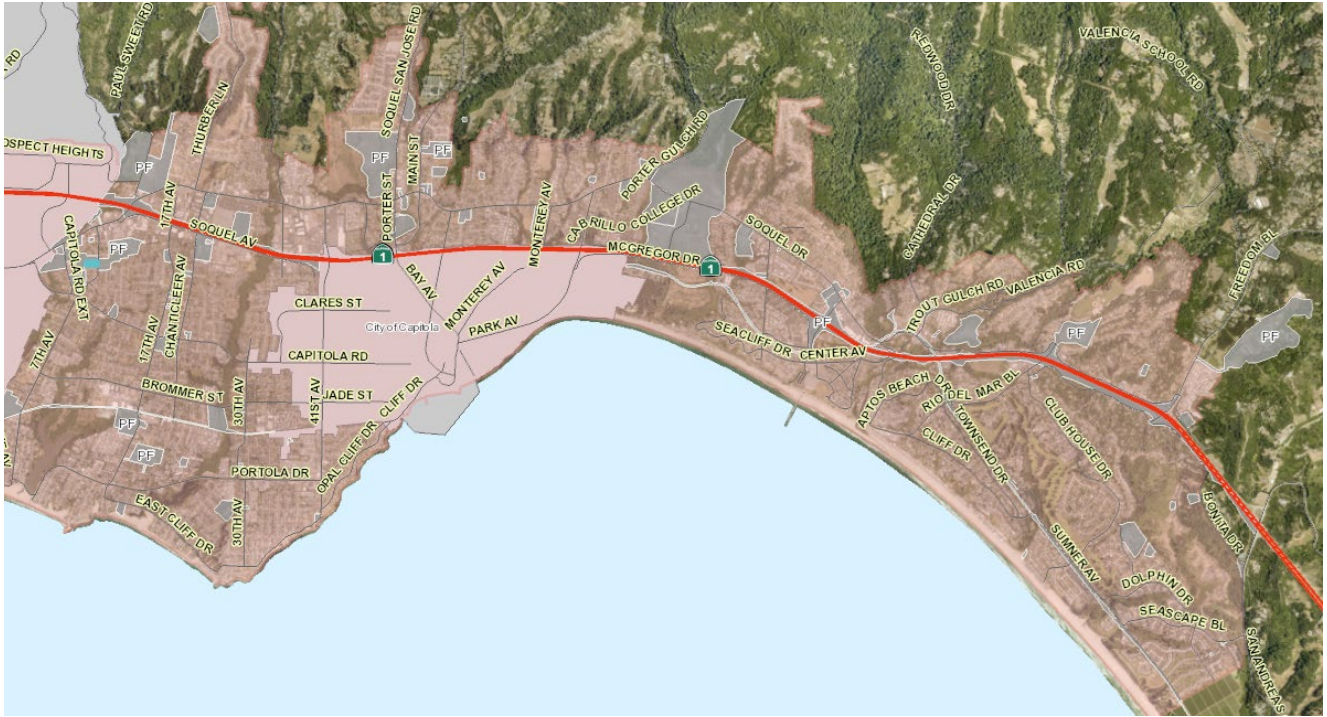 PAUL SWEET RD
THURBER LN
SOQUEL SAN JOSE RD
REDWOOD DR
VALENCIA SCHOOL RD
OSPECT HEIGHTS
PF
PF
MAIN ST
PF
PORTER GULCH RD
17TH AV
PORTER ST
MONTEREY AV
CABRILLO COLLEGE DR
SOQUEL DR
CATHEDRAL DR
FREEDOM BL
CAPITOLA RD EXT
PF
SOQUEL AV
1
MCGREGOR DR
1
TROUT GULCH RD
VALENCIA RD
BAY AV
MONTEREY AV
CHANTICLEER AV
17TH AV
CLARES ST
City of Capitola
PARK AV
SEACLIFF DR
PF
PF
PF
CENTER AV
7TH AV
CAPITOLA RD
BROMMER ST
30TH AV
41ST AV
JADE ST
OPAL CLIFF DR
CLIFF DR
APTOS BEACH DR
RIO DEL MAR BL
TOWNSEND DR
CLUB HOUSE DR
CLIFF DR
PF
PF
PORTOLA DR
EAST CLIFF DR
30TH AV
SUMNER AV
BONITA DR
DOLPHIN DR
SEASCAPE BL
SAN ANDREAS